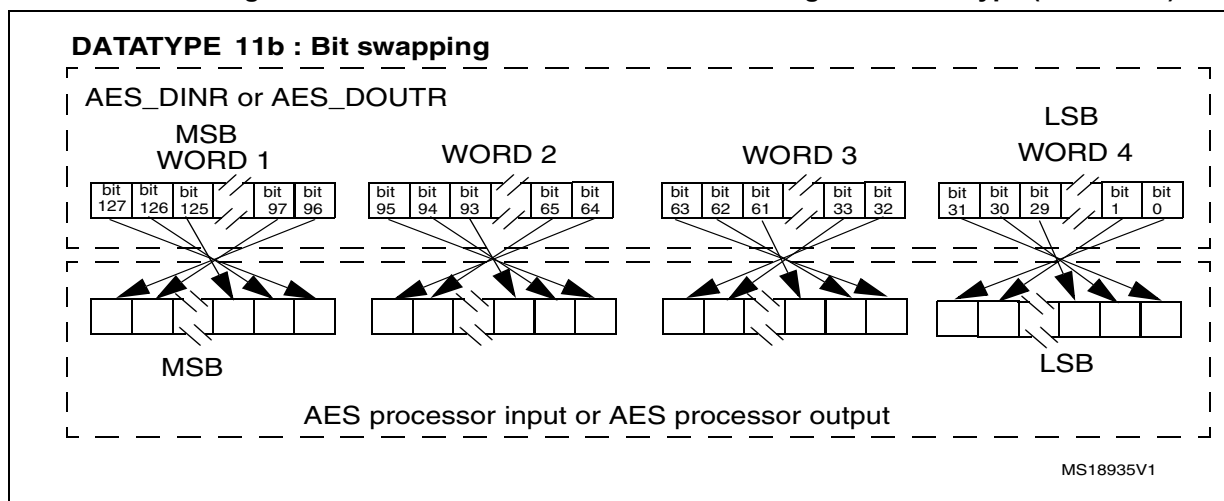 DATATYPE 11b : Bit swapping
AES_DINR or AES_DOUTR
MSB
WORD 1
WORD 2
WORD 3
LSB
WORD 4
bit 127 bit 126 bit 125 bit 97 bit 96
bit 95 bit 94 bit 93 bit 65 bit 64
bit 63 bit 62 bit 61 bit 33 bit 32
bit 31 bit 30 bit 29 bit 1 bit 0
MSB
LSB
AES processor input or AES processor output
MS18935V1